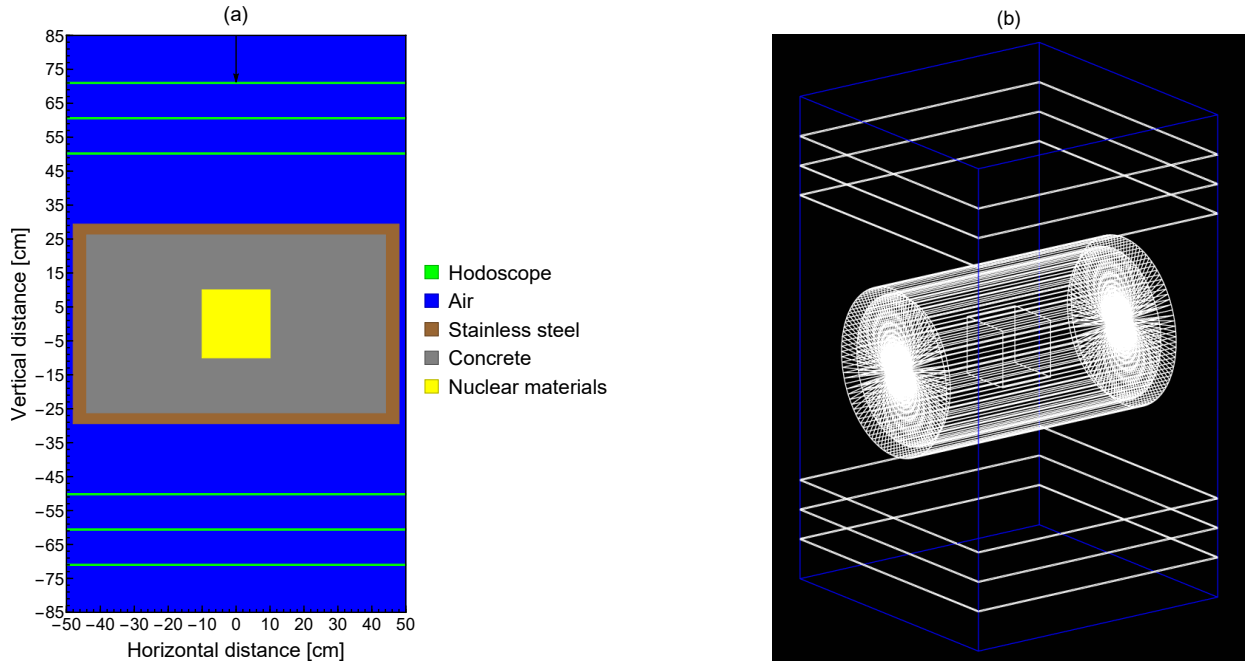 (a)
(b)
85
75
65
55
45
35
25
15
5
−5
−15
−25
−35
−45
−55
−65
−75
−85
Vertical distance [cm]
−50 −40 −30 −20 −10 0 10 20 30 40 50
Horizontal distance [cm]
Hodoscope
Air
Stainless steel
Concrete
Nuclear materials